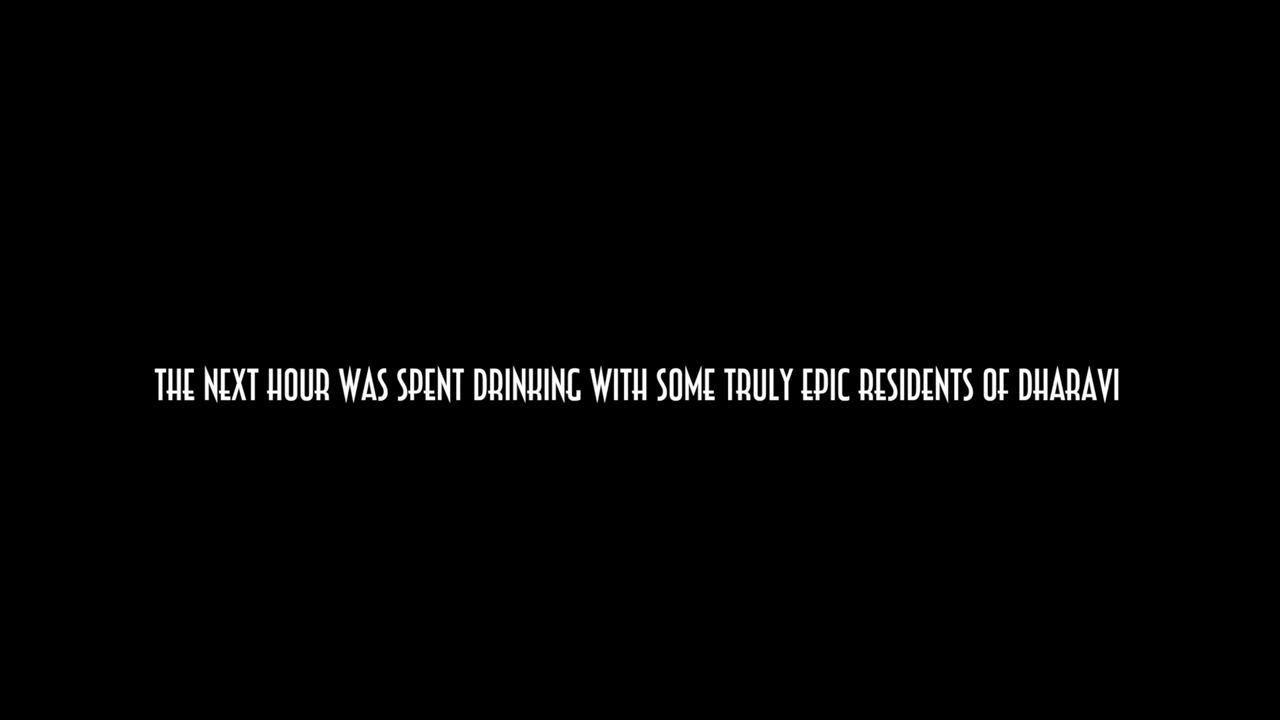 THE NEXT HOUR WAS SPENT DRINKING WITH SOME TRULY EPIC RESIDENTS OF DHARAVI